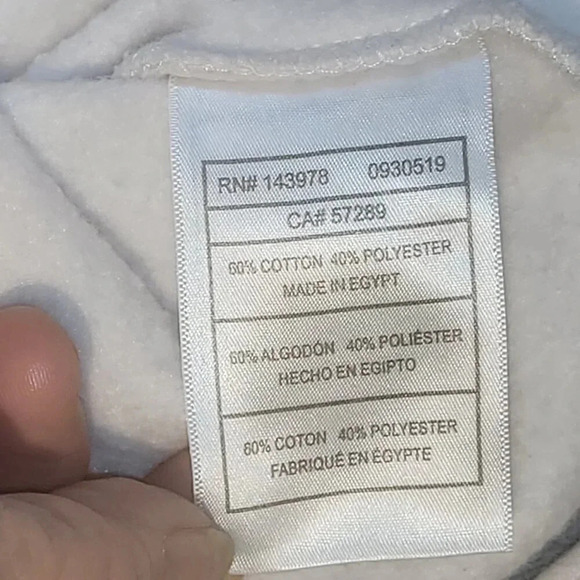 RN# 143978 0930519
CA# 57289
60% COTTON 40% POLYESTER
MADE IN EGYPT
60% ALGODÓN 40% POLIÉSTER
HECHO EN EGIPTO
60% COTON 40% POLYESTER
FABRIQUÉ EN ÉGYPTE